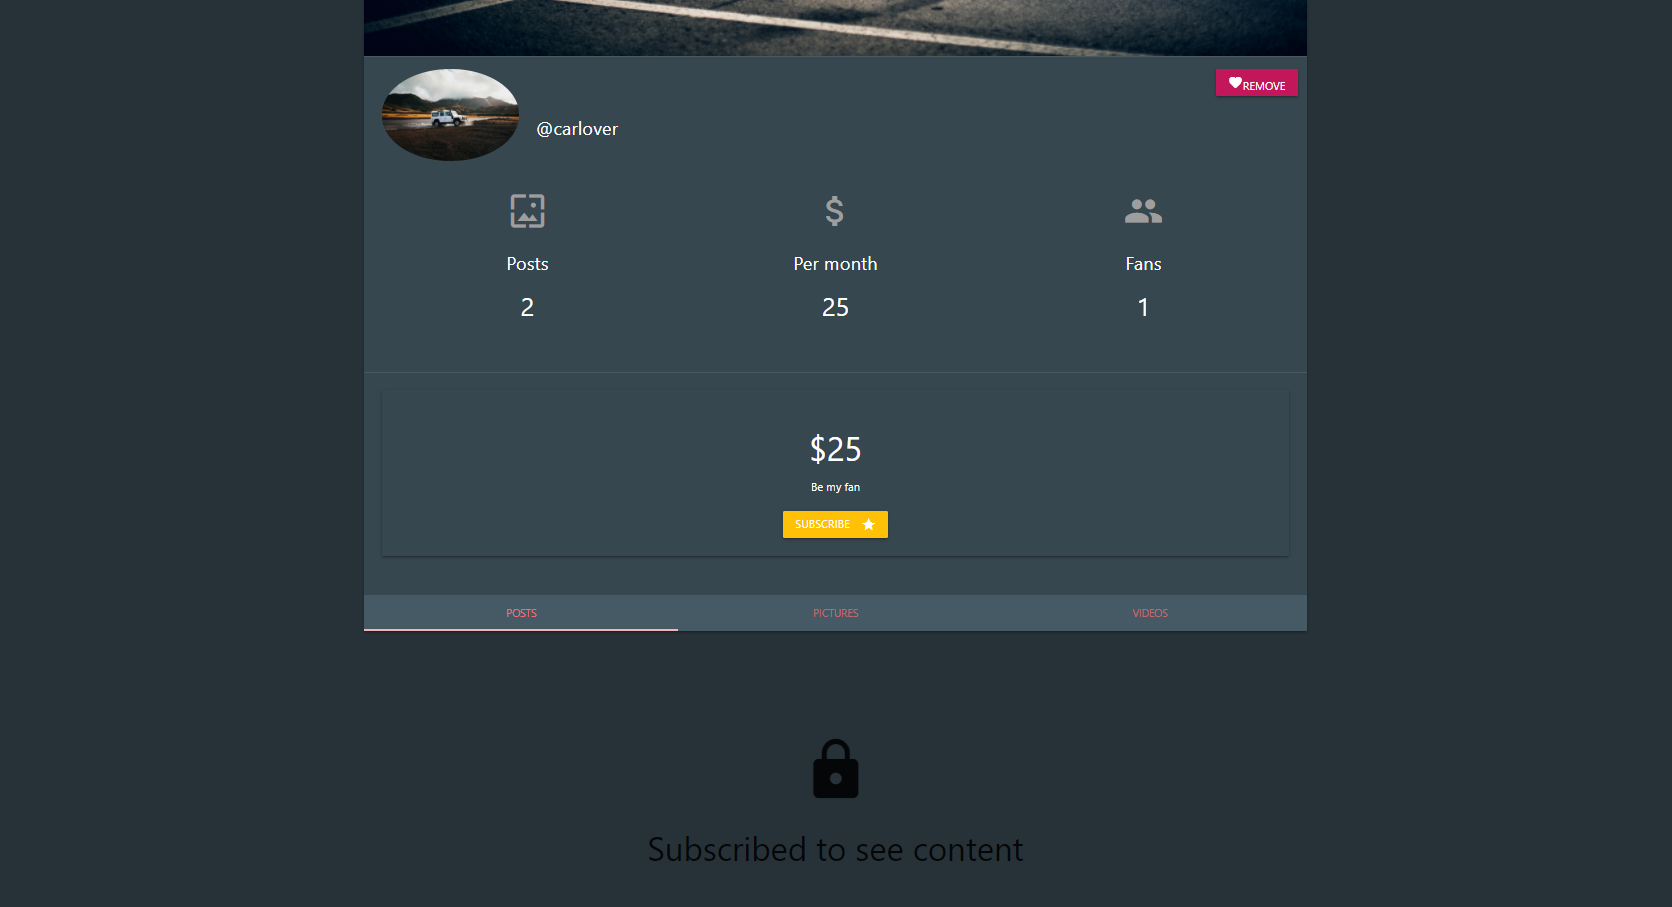 REMOVE
@carlover
Posts
Per month
Fans
2
25
1
$25
Be my fan
SUBSCRIBE
POSTS
PICTURES
VIDEOS
Subscribed to see content